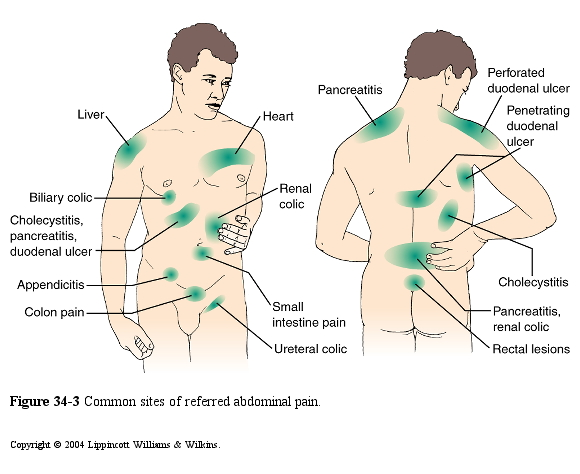 Liver
Heart
Biliary colic
Renal
colic
Cholecystitis,
pancreatitis,
duodenal ulcer
Appendicitis
Colon pain
Small
intestine pain
Ureteral colic
Pancreatitis
Perforated
duodenal ulcer
Penetrating
duodenal
ulcer
Cholecystitis
Pancreatitis,
renal colic
Rectal lesions
Figure 34-3 Common sites of referred abdominal pain.
Copyright © 2004 Lippincott Williams & Wilkins.